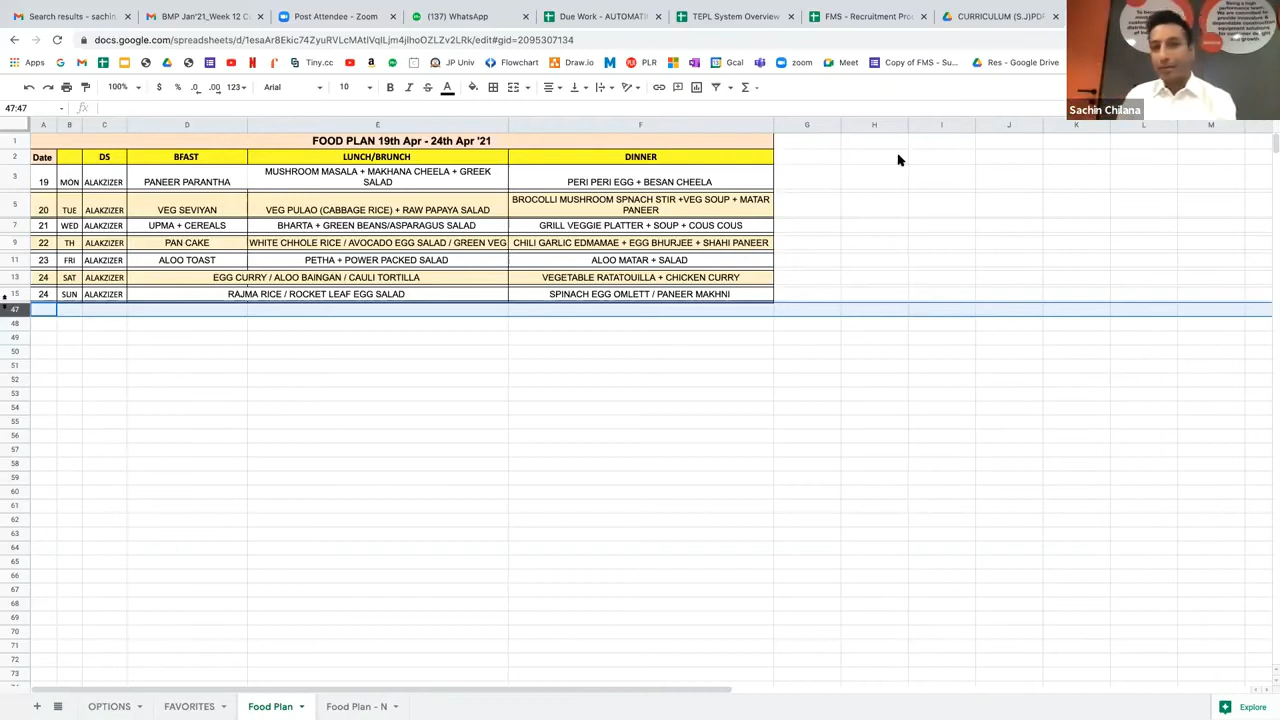 Search results - sachin
BMP Jan'21_Week 12 C
Post Attendee - Zoom
(135) WhatsApp
Due Work - AUTOMATI
TEPL System Overview
FMS - Recruitment Pro
CURRICULUM (S.J)PDF
100%
$ % .0 .00 123
Arial
10
B I S A
Apps
Tiny.cc
JP Univ
Flowchart
Draw.io
MJ
PLR
Gcal
zoom
Meet
Copy of FMS - Su...
Res - Google Drive
Sachin Chilana
47:47
fx
A B C D E F G H I J K L M
FOOD PLAN 19th Apr - 24th Apr '21
Date DS BFAST LUNCH/BRUNCH DINNER
19 MON ALAKZIZER PANEER PARANTHA MUSHROOM MASALA + MAKHANA CHEELA + GREEK SALAD PERI PERI EGG + BESAN CHEELA
20 TUE ALAKZIZER VEG SEVIYAN VEG PULAO (CABBAGE RICE) + RAW PAPAYA SALAD BROCOLLI MUSHROOM SPNACH STIR +VEG SOUP + MATAR PANEER
21 WED ALAKZIZER UPMA + CEREALS BHARTA + GREEN BEANS/ASPARAGUS SALAD GRILL VEGGIE PLATTER + SOUP + COUS COUS
22 TH ALAKZIZER PAN CAKE WHITE CHHOLE RICE / AVOCADO EGG SALAD / GREEN VEG CHILI GARLIC EDMAMAE + EGG BHURJEE + SHAHI PANEER
23 FRI ALAKZIZER ALOO TOAST PETHA + POWER PACKED SALAD ALOO MATAR + SALAD
24 SAT ALAKZIZER EGG CURRY / ALOO BAINGAN / CAULI TORTILLA VEGETABLE RATATOUILLA + CHICKEN CURRY
24 SUN ALAKZIZER RAJMA RICE / ROCKET LEAF EGG SALAD SPINACH EGG OMLETT / PANEER MAKHNI
1
2
3
5
7
9
11
13
15
47
48
49
50
51
52
53
54
55
56
57
58
59
60
61
62
63
64
65
66
67
68
69
70
71
72
73
OPTIONS
FAVORITES
Food Plan
Food Plan - N
Explore